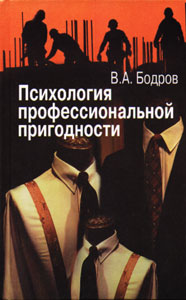 В.А. Бодров
Психология
профессиональной
пригодности